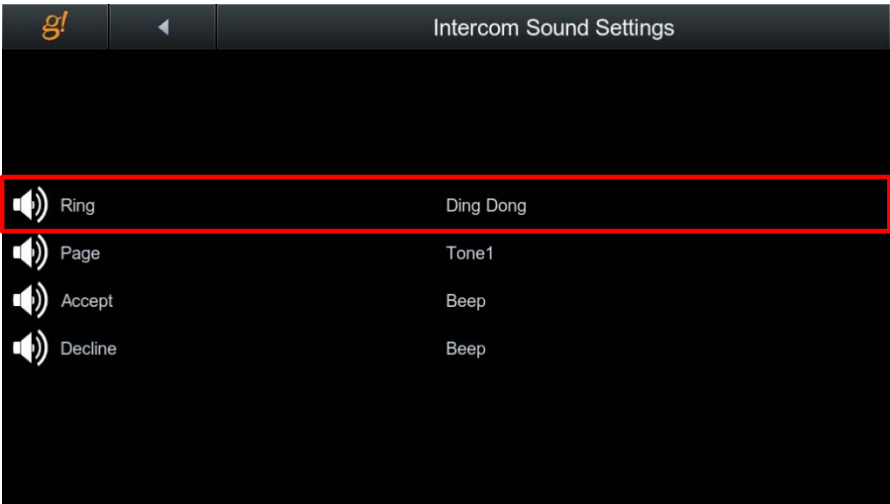 g! Intercom Sound Settings
Ring Ding Dong
Page Tone1
Accept Beep
Decline Beep